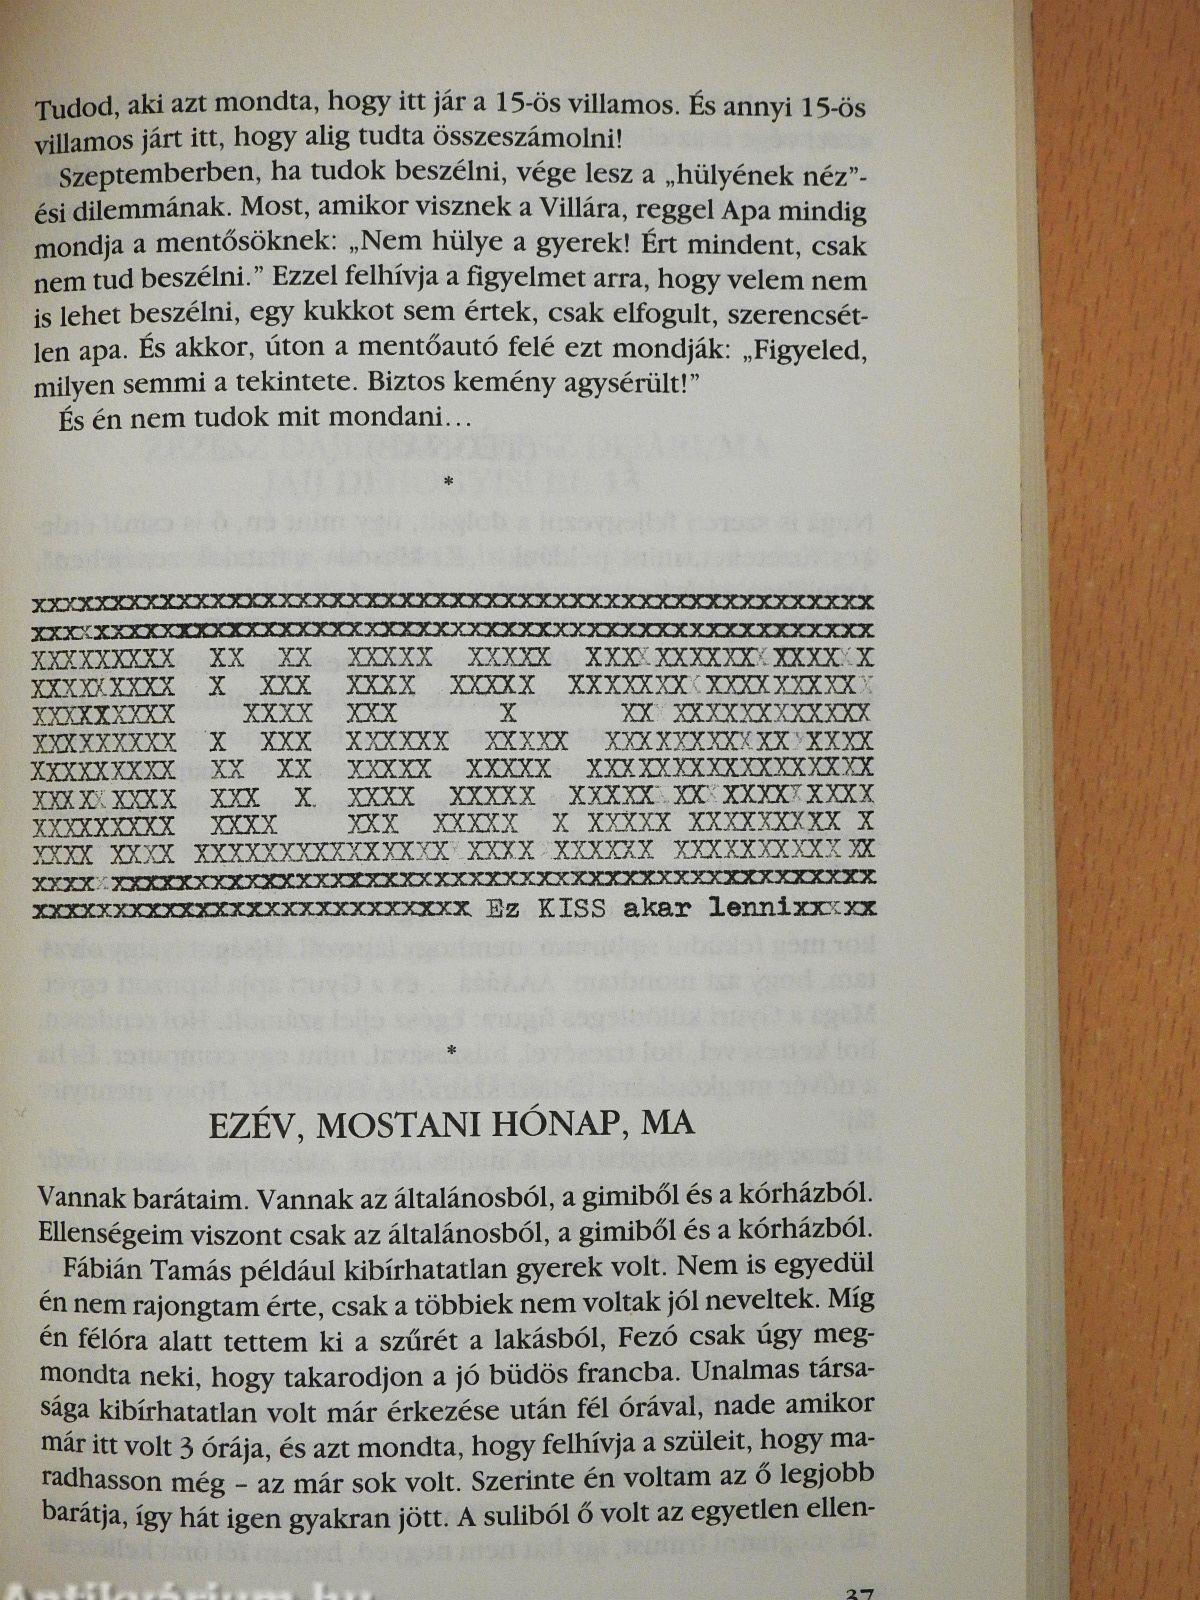 Tudod, aki azt mondta, hogy itt jár a 15-ös villamos. És annyi 15-ös
villamos járt itt, hogy alig tudta összeszámolni!
Szeptemberben, ha tudok beszélni, vége lesz a „hülyének néz”-
ési dilemmának. Most, amikor visznek a Villára, reggel Apa mindig
mondja a mentősöknek: „Nem hülye a gyerek! Ért mindent, csak
nem tud beszélni.” Ezzel felhívja a figyelmet arra, hogy velem nem
is lehet beszélni, egy kukkot sem értek, csak elfogult, szerencsét-
len apa. És akkor, úton a mentőautó felé ezt mondják: „Figyeled,
milyen semmi a tekintete. Biztos kemény agysérült!”
És én nem tudok mit mondani…
*
Ez KISS akar lenni
*
EZÉV, MOSTANI HÓNAP, MA
Vannak barátaim. Vannak az általánosból, a gimiből és a kórházból.
Ellenségeim viszont csak az általánosból, a gimiből és a kórházból.
Fábián Tamás például kibírhatatlan gyerek volt. Nem is egyedül
én nem rajongtam érte, csak a többiek nem voltak jól neveltek. Míg
én félóra alatt tettem ki a szűrét a lakásból, Fezó csak úgy meg-
mondta neki, hogy takarodjon a jó büdös francba. Unalmas társa-
sága kibírhatatlan volt már érkezése után fél órával, nade amikor
már itt volt 3 órája, és azt mondta, hogy felhívja a szüleit, hogy ma-
radhasson még – az már sok volt. Szerinte én voltam az ő legjobb
barátja, így hát igen gyakran jött. A suliból ő volt az egyetlen ellen-
37